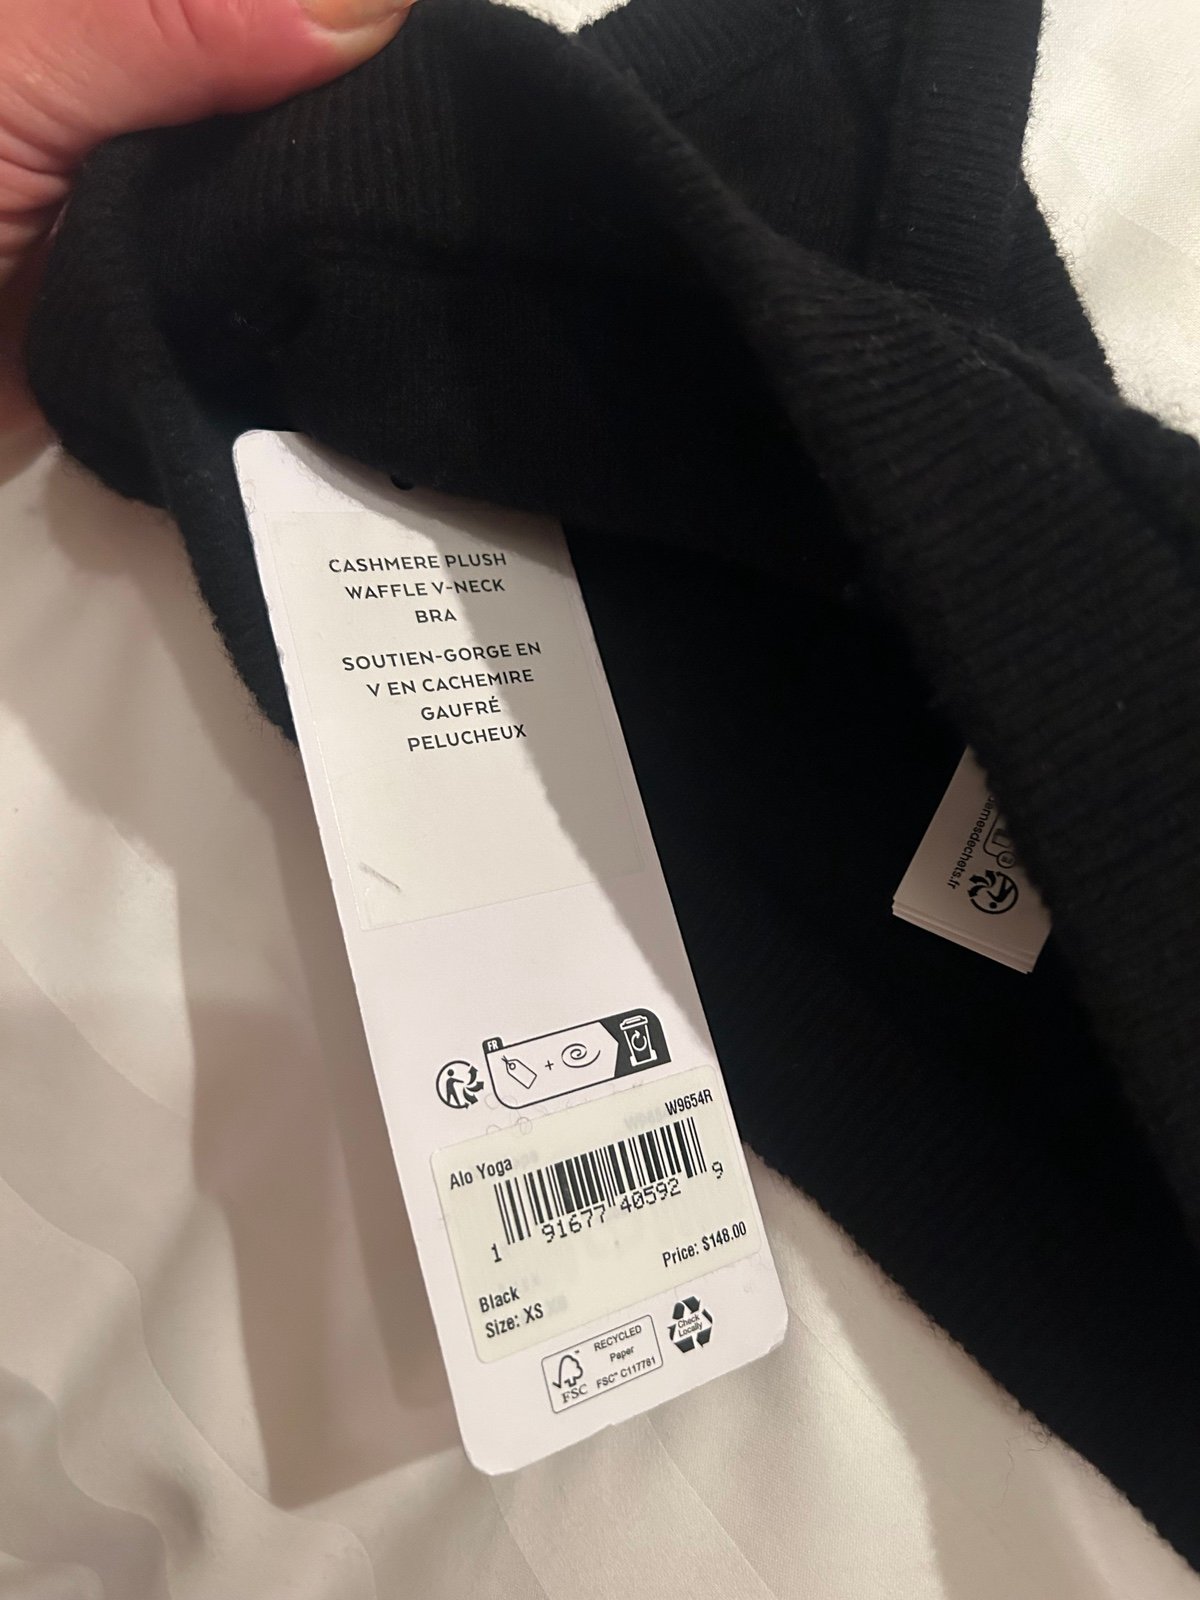 CASHMERE PLUSH
WAFFLE V-NECK
BRA
SOUTIEN-GORGE EN
V EN CACHEMIRE
GAUFRÉ
PELUCHEUX
FR
+
W9654R
Alo Yoga
1 91677 40592 9
Price: $148.00
Black
Size: XS
RECYCLED
Paper
FSC
FSC® C117781
Check
Locally